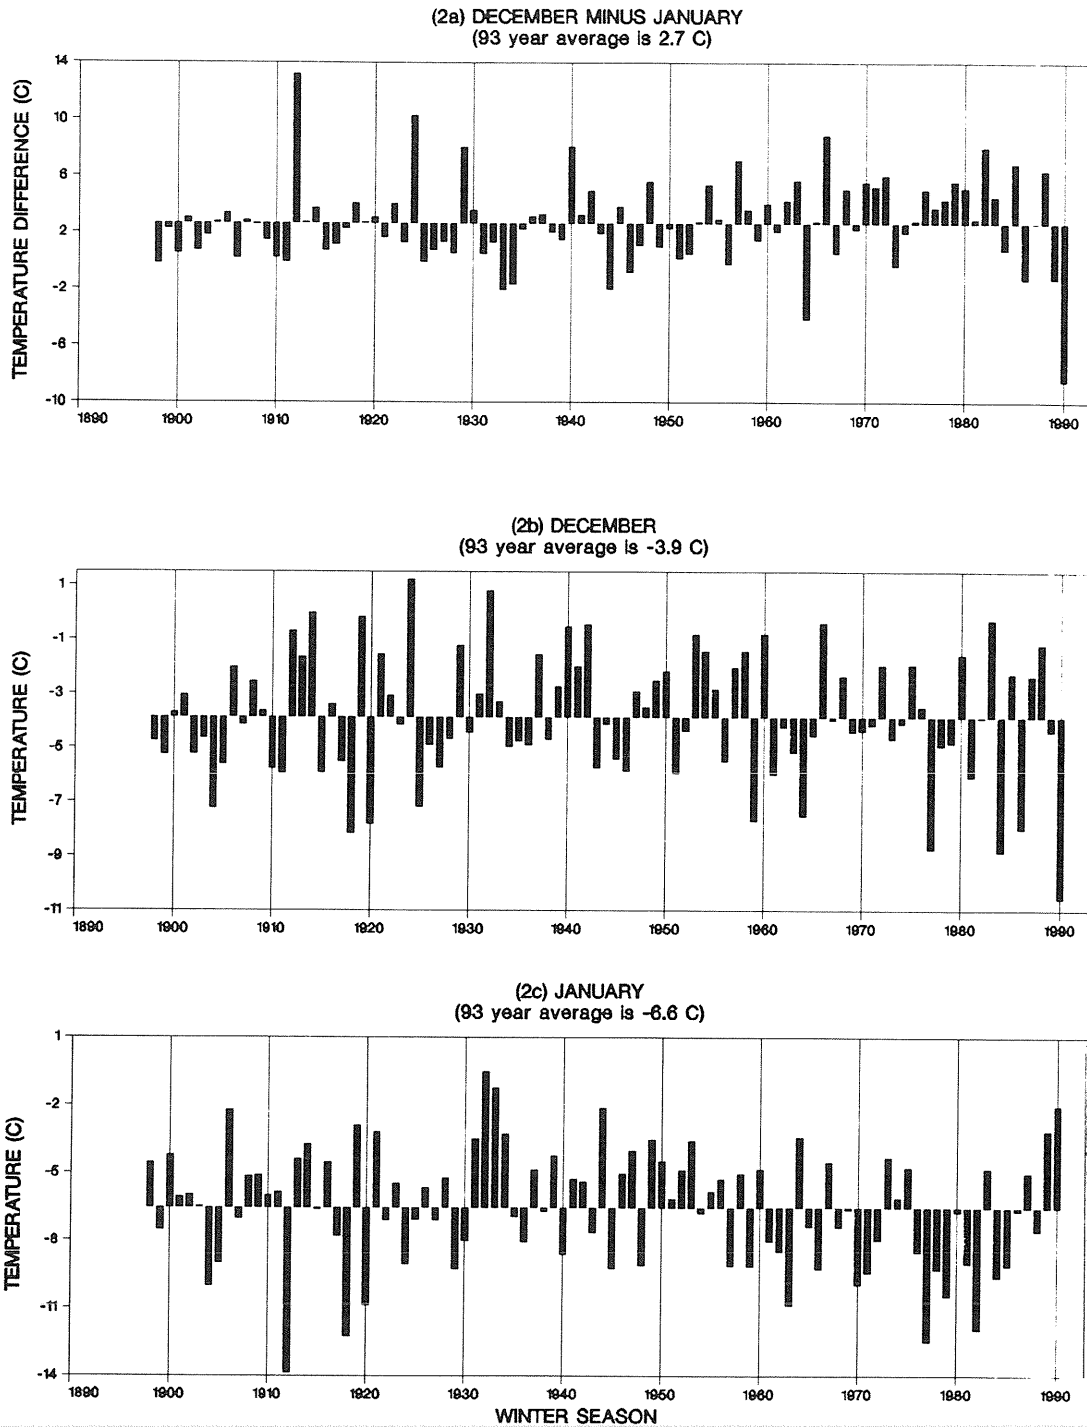 (2a) DECEMBER MINUS JANUARY
(93 year average is 2.7 C)
TEMPERATURE DIFFERENCE (C)
14
10
6
2
-2
-6
-10
1890 1900 1910 1920 1930 1940 1950 1960 1970 1980 1990
(2b) DECEMBER
(93 year average is -3.9 C)
TEMPERATURE (C)
1
-1
-3
-5
-7
-9
-11
1890 1900 1910 1920 1930 1940 1950 1960 1970 1980 1990
(2c) JANUARY
(93 year average is -6.6 C)
TEMPERATURE (C)
1
-2
-5
-8
-11
-14
1890 1900 1910 1920 1930 1940 1950 1960 1970 1980 1990
WINTER SEASON